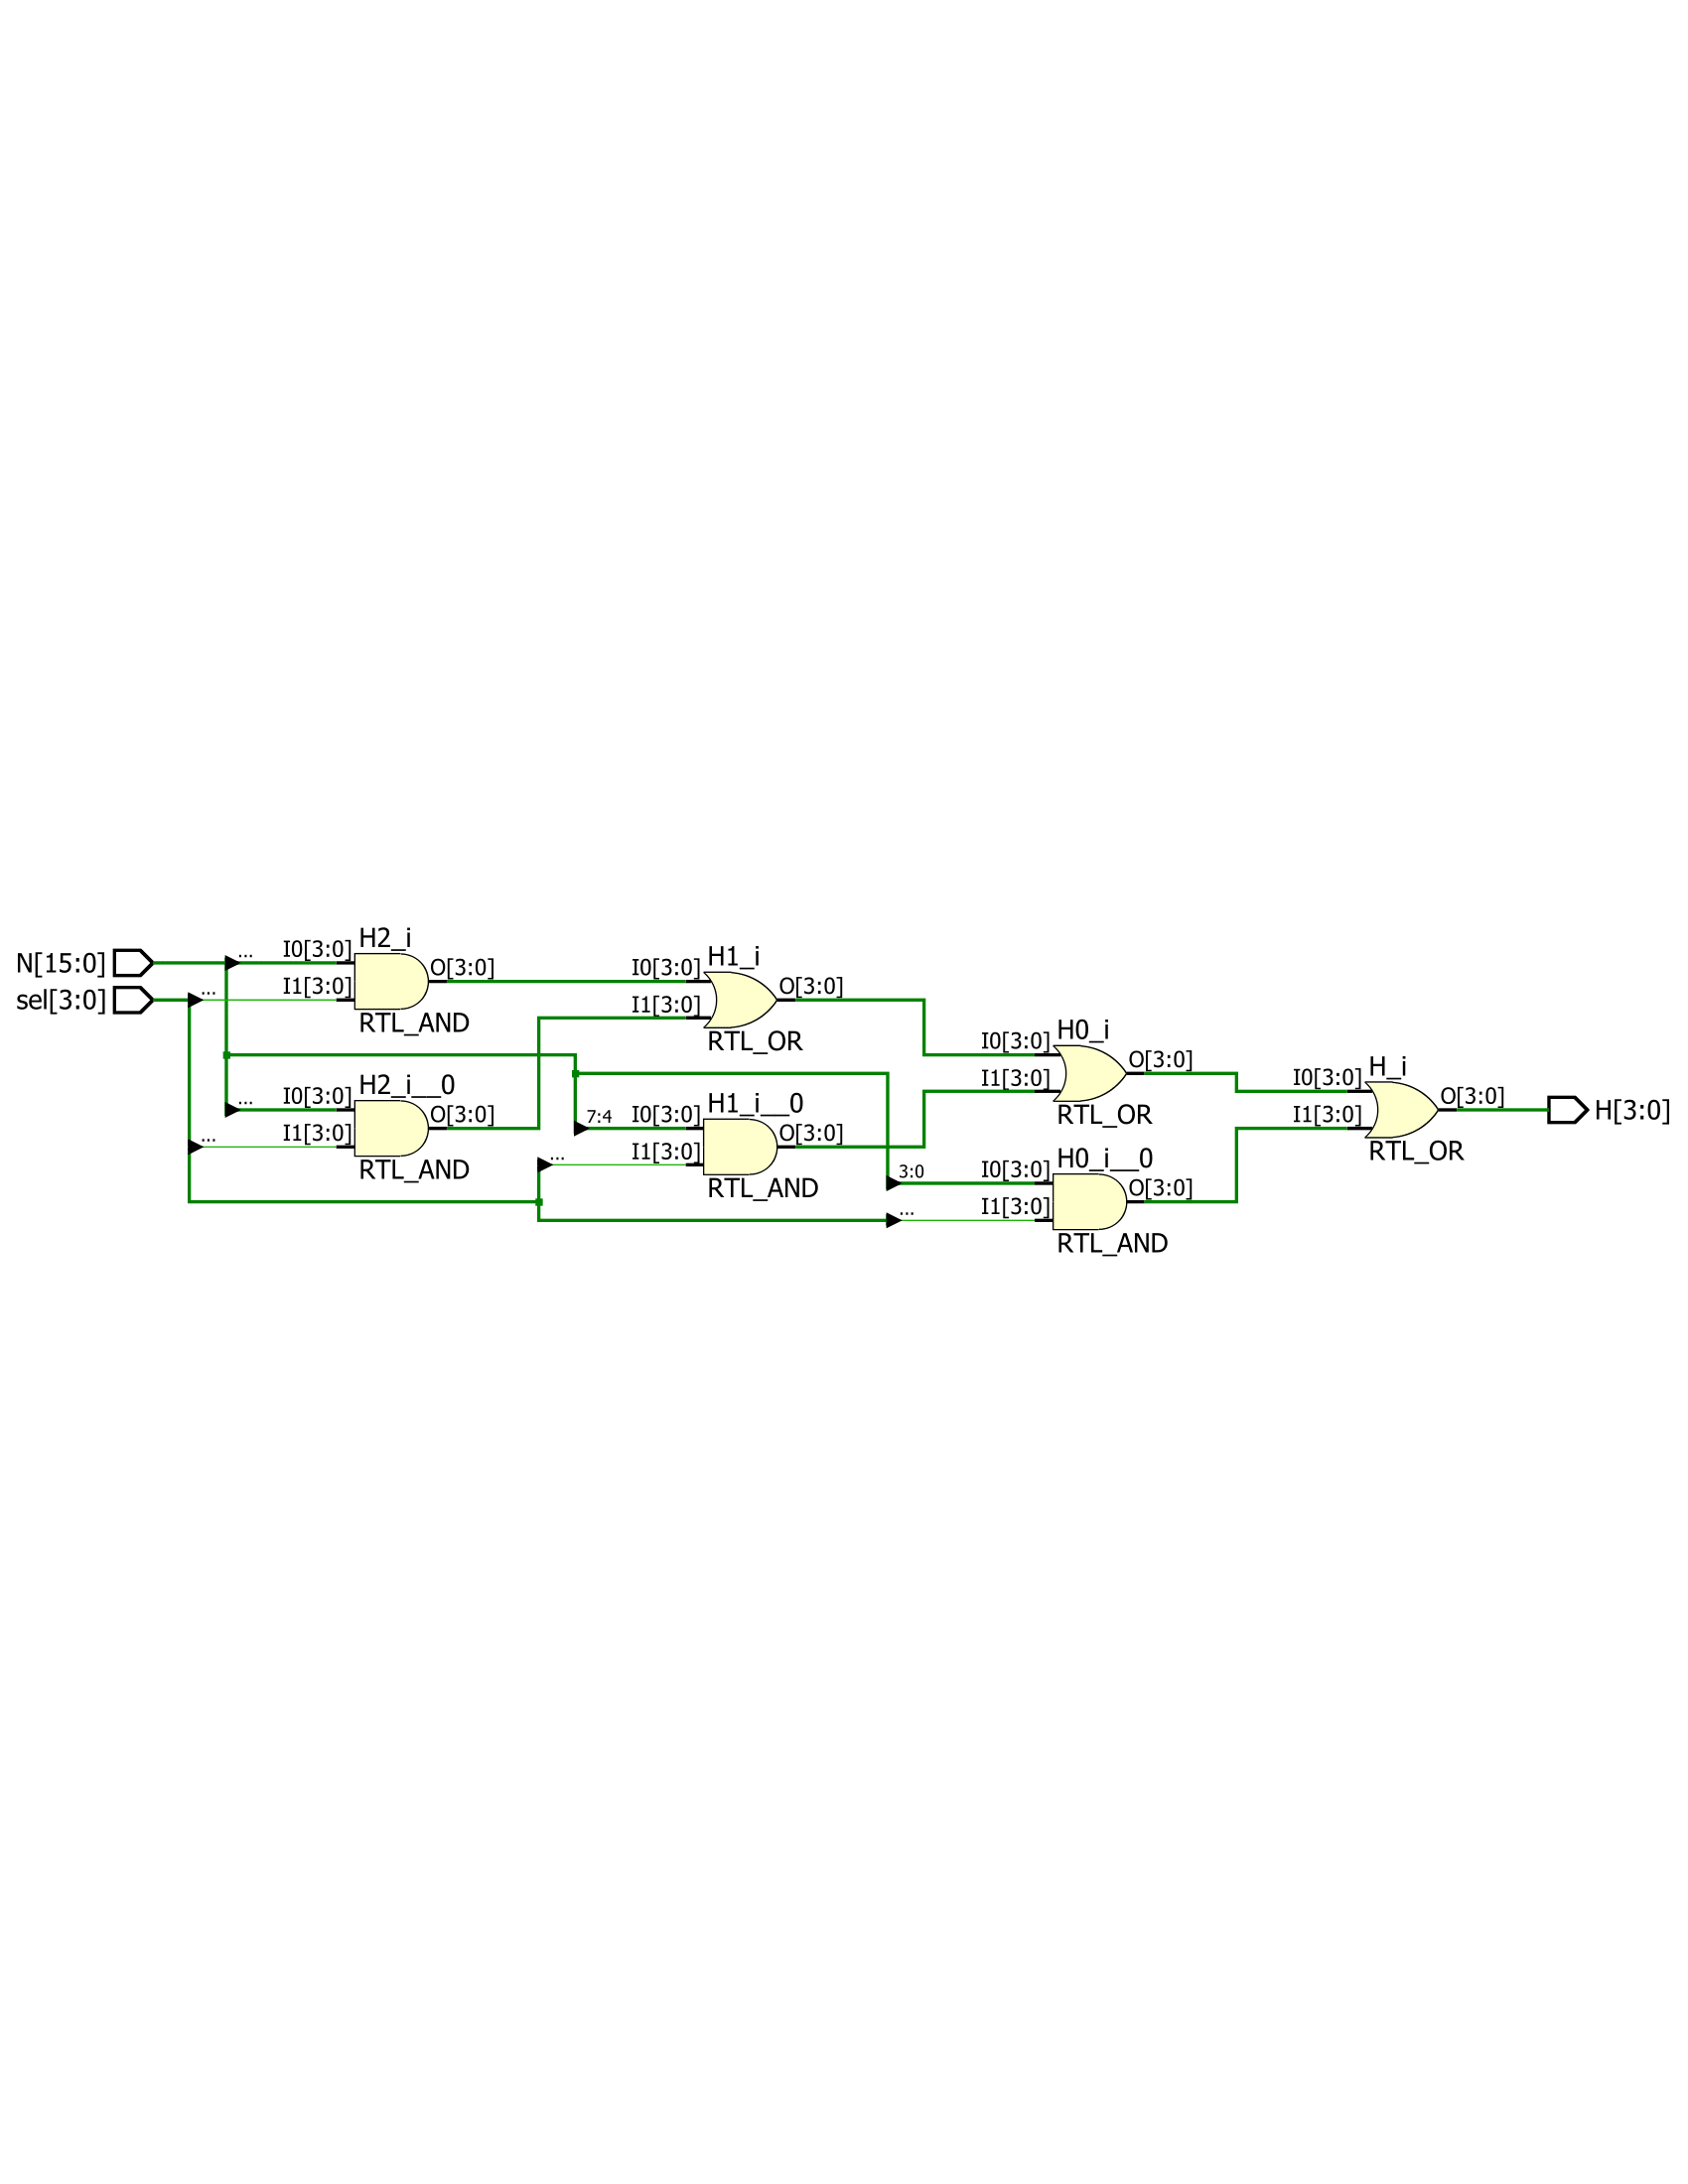 N[15:0]
sel[3:0]
...
...
I0[3:0]
I1[3:0]
H2_i
O[3:0]
RTL_AND
...
...
I0[3:0]
I1[3:0]
H2_i__0
O[3:0]
RTL_AND
I0[3:0]
I1[3:0]
H1_i
O[3:0]
RTL_OR
7:4
...
I0[3:0]
I1[3:0]
H1_i__0
O[3:0]
RTL_AND
I0[3:0]
I1[3:0]
H0_i
O[3:0]
RTL_OR
3:0
...
I0[3:0]
I1[3:0]
H0_i__0
O[3:0]
RTL_AND
I0[3:0]
I1[3:0]
H_i
O[3:0]
RTL_OR
H[3:0]